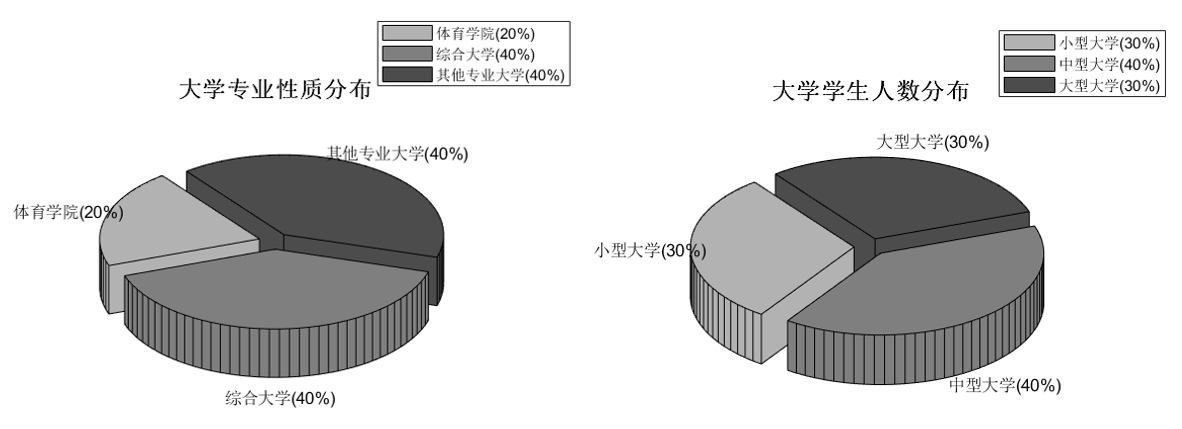 体育学院(20%)
综合大学(40%)
其他专业大学(40%)
大学专业性质分布
其他专业大学(40%)
体育学院(20%)
综合大学(40%)
小型大学(30%)
中型大学(40%)
大型大学(30%)
大学学生人数分布
大型大学(30%)
小型大学(30%)
中型大学(40%)